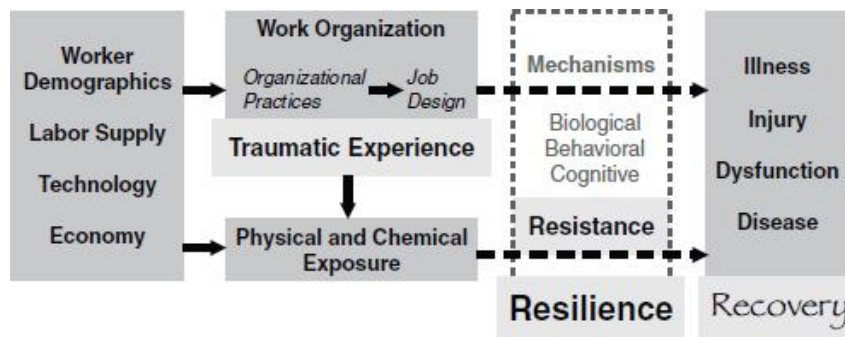 Worker
Demographics
Labor Supply
Technology
Economy
Work Organization
Organizational
Practices
Job
Design
Traumatic Experience
Physical and Chemical
Exposure
Mechanisms
Biological
Behavioral
Cognitive
Resistance
Resilience
Illness
Injury
Dysfunction
Disease
Recovery